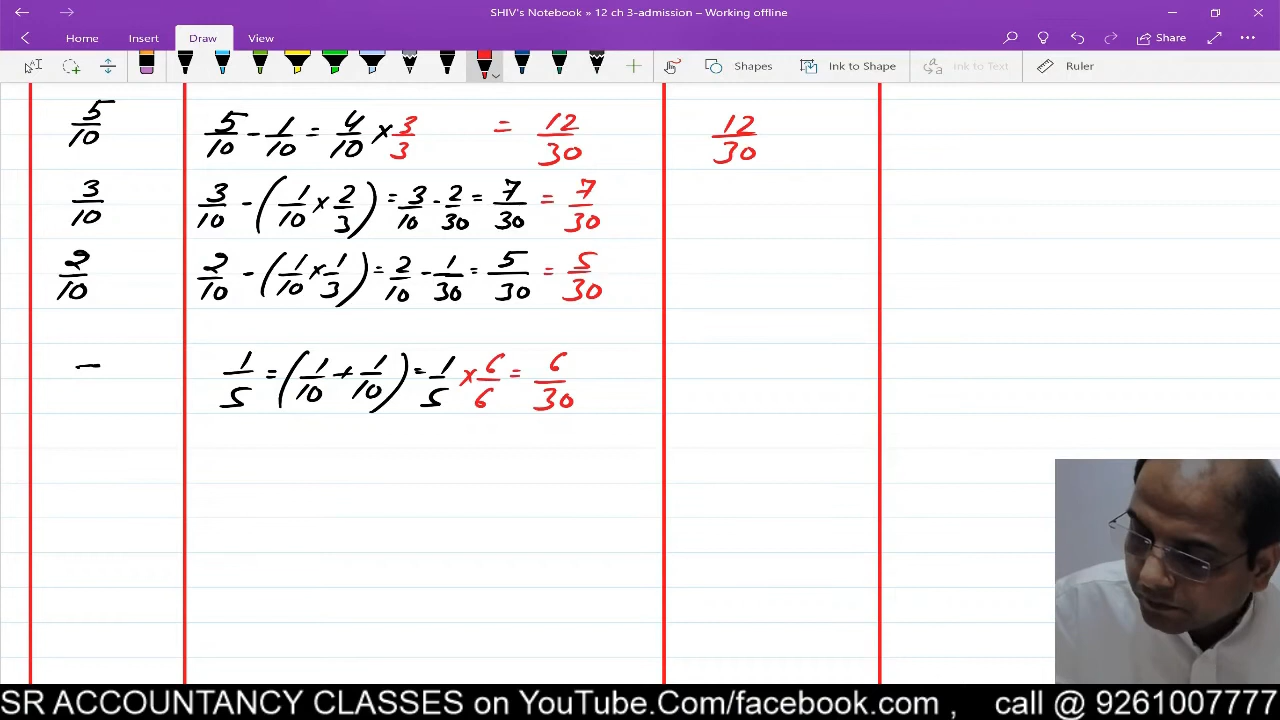 SHIV's Notebook » 12 ch 3-admission – Working offline
Home Insert Draw View Share
Shapes Ink to Shape Ink to Text Ruler
5/10 5/10 - 1/10 = 4/10 × 3/3 = 12/30 12/30
3/10 3/10 - (1/10 × 2/3) = 3/10 - 2/30 = 7/30 = 7/30
2/10 2/10 - (1/10 × 1/3) = 2/10 - 1/30 = 5/30 = 5/30
— 1/5 = (1/10 + 1/10) = 1/5 × 6/6 = 6/30
SR ACCOUNTANCY CLASSES on YouTube.Com/facebook.com , call @ 9261007777